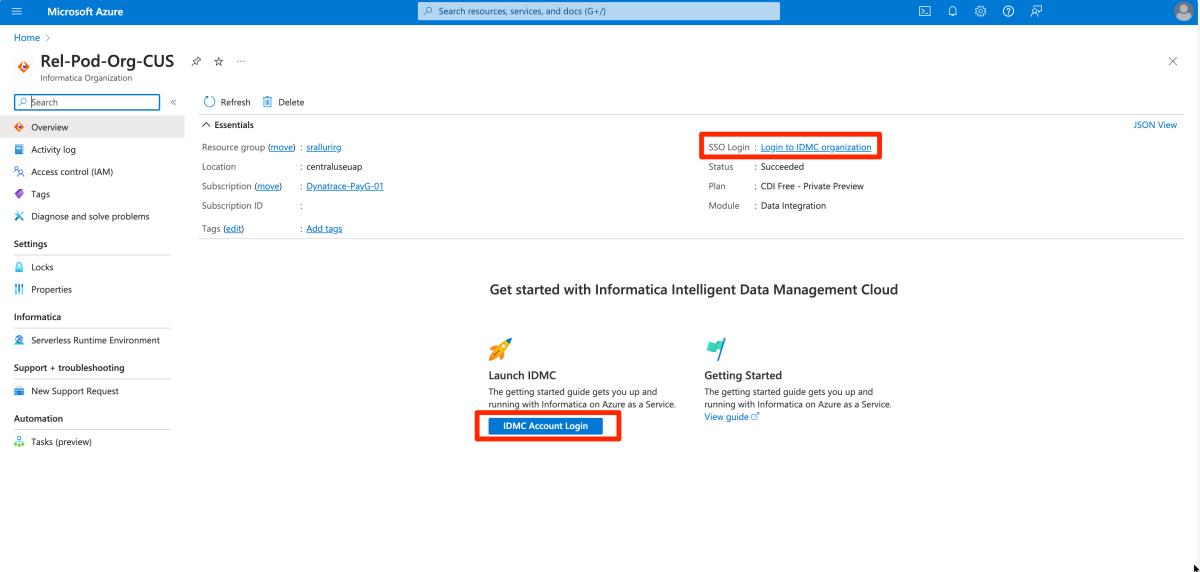 Microsoft Azure
Search resources, services, and docs (G+/)
Home
Rel-Pod-Org-CUS
Informatica Organization
Search
Refresh
Delete
Overview
Activity log
Access control (IAM)
Tags
Diagnose and solve problems
Settings
Locks
Properties
Informatica
Serverless Runtime Environment
Support + troubleshooting
New Support Request
Automation
Tasks (preview)
Essentials
JSON View
Resource group (move) : srallurirg
Location : centraluseuap
Subscription (move) : Dynatrace-PayG-01
Subscription ID :
Tags (edit) : Add tags
SSO Login : Login to IDMC organization
Status : Succeeded
Plan : CDI Free - Private Preview
Module : Data Integration
Get started with Informatica Intelligent Data Management Cloud
Launch IDMC
The getting started guide gets you up and
running with Informatica on Azure as a Service.
IDMC Account Login
Getting Started
The getting started guide gets you up and
running with Informatica on Azure as a Service.
View guide